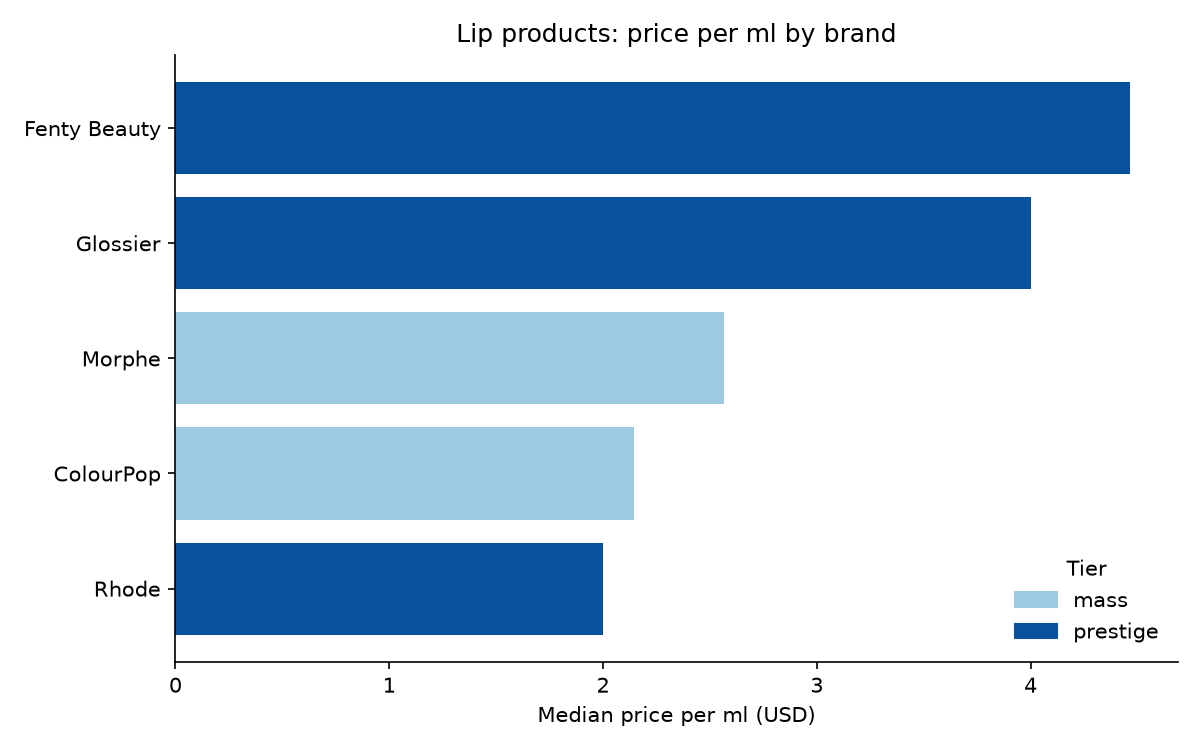 Lip products: price per ml by brand
Fenty Beauty
Glossier
Morphe
ColourPop
Rhode
Tier
mass
prestige
0 1 2 3 4
Median price per ml (USD)